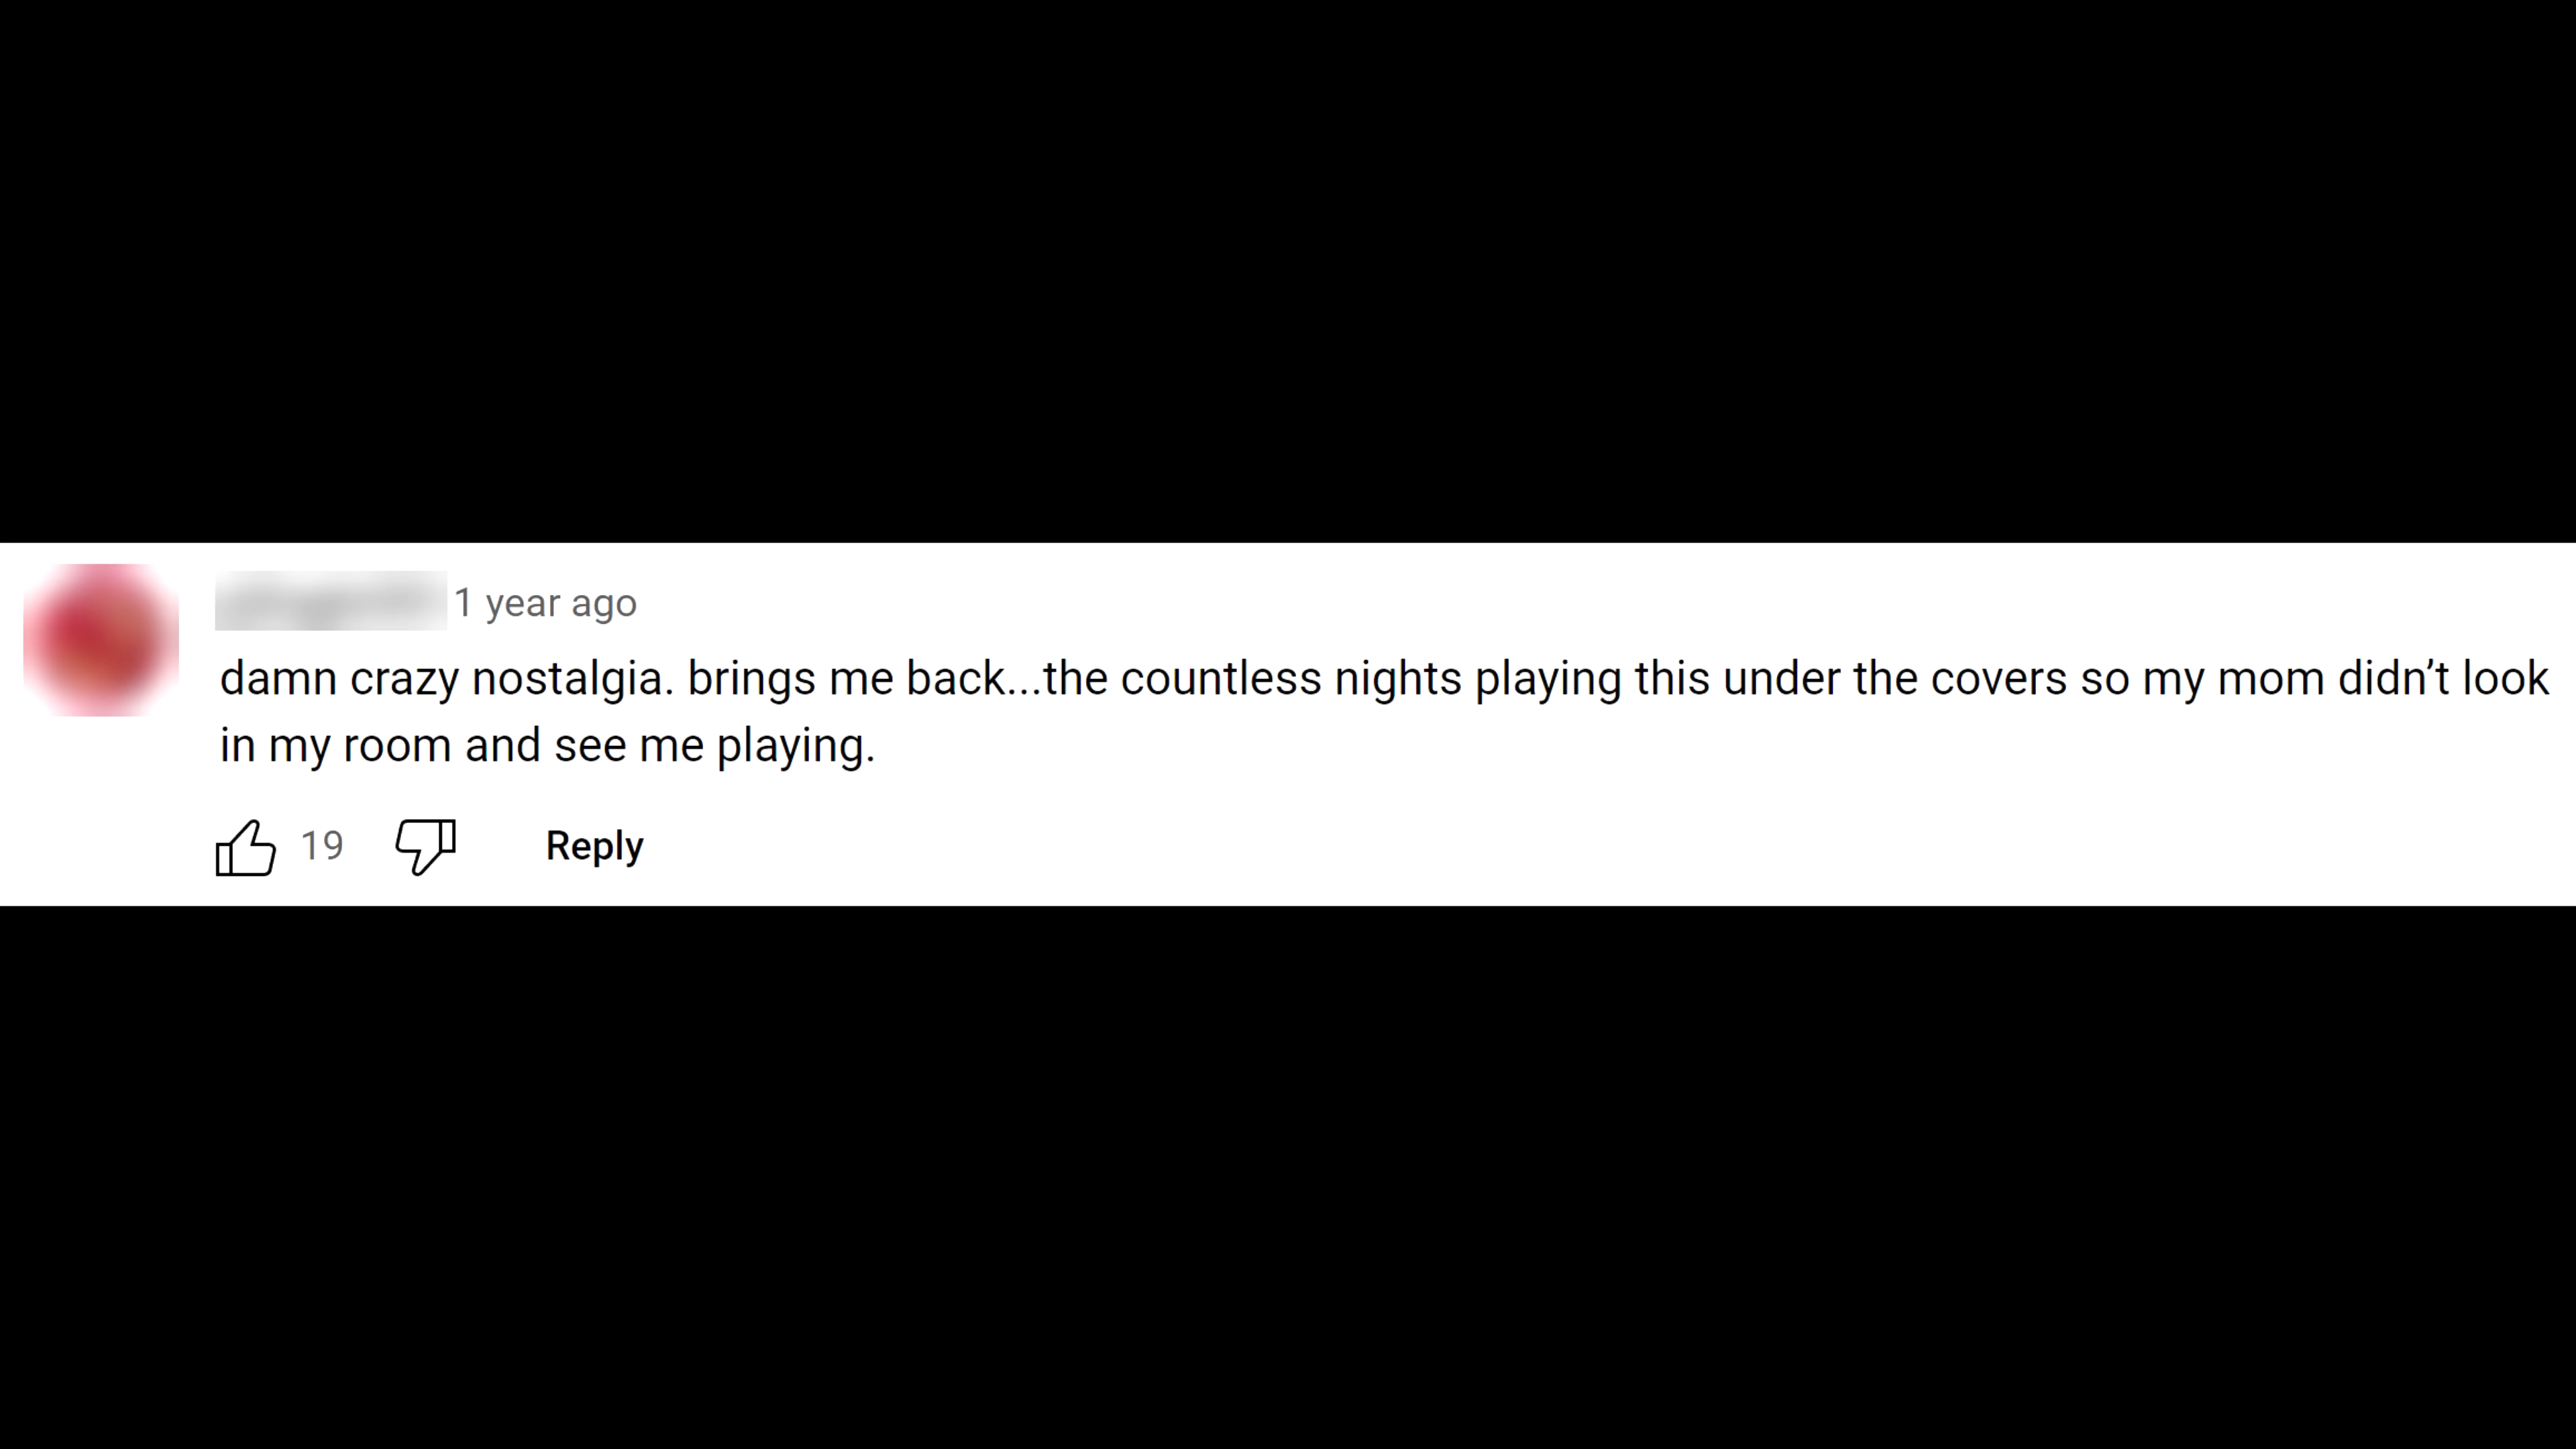 1 year ago
damn crazy nostalgia. brings me back...the countless nights playing this under the covers so my mom didn’t look
in my room and see me playing.
19
Reply